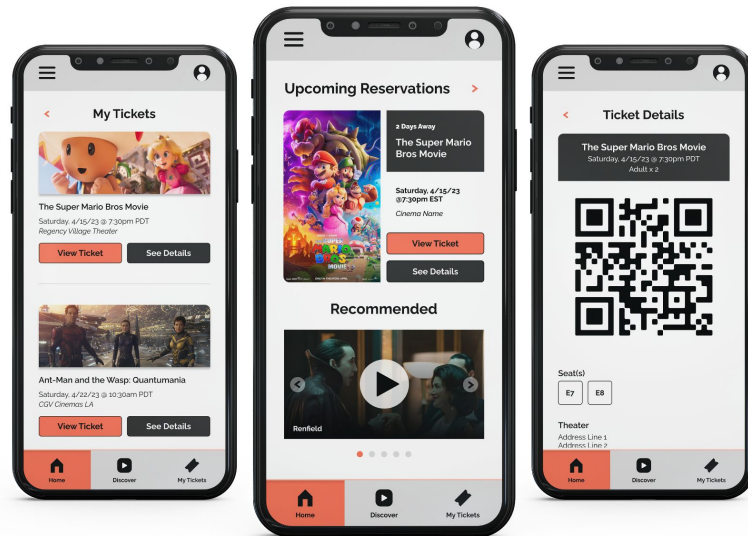 My Tickets
The Super Mario Bros Movie
Saturday, 4/15/23 @ 7:30pm PDT
Regency Village Theater
View Ticket
See Details
Ant-Man and the Wasp: Quantumania
Saturday, 4/22/23 @ 10:30am PDT
CGV Cinemas LA
View Ticket
See Details
Home
Discover
My Tickets
Upcoming Reservations
SUPER
MARIO
BROS
MOVIE
2 Days Away
The Super Mario
Bros Movie
Saturday, 4/15/23
@7:30pm EST
Cinema Name
View Ticket
See Details
Recommended
Renfield
Home
Discover
My Tickets
Ticket Details
The Super Mario Bros Movie
Saturday, 4/15/23 @ 7:30pm PDT
Adult x 2
Seat(s)
E7
E8
Theater
Address Line 1
Address Line 2
Home
Discover
My Tickets